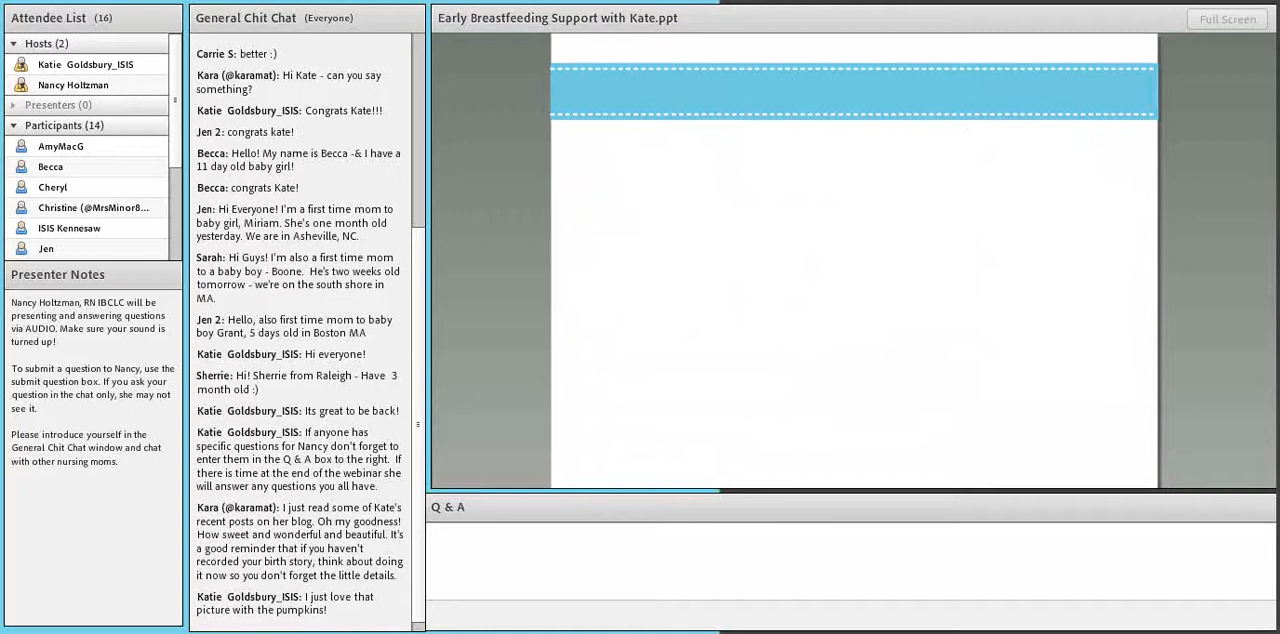 Attendee List (16)
Hosts (2)
Katie Goldsbury_ISIS
Nancy Holtzman
Presenters (0)
Participants (14)
AmyMacG
Becca
Cheryl
Christine (@MrsMinor8...
ISIS Kennesaw
Jen
Presenter Notes
Nancy Holtzman, RN IBCLC will be
presenting and answering questions
via AUDIO. Make sure your sound is
turned up!
To submit a question to Nancy, use the
submit question box. If you ask your
question in the chat only, she may not
see it.
Please introduce yourself in the
General Chit Chat window and chat
with other nursing moms.
General Chit Chat (Everyone)
Carrie S: better :)
Kara (@karamat): Hi Kate - can you say
something?
Katie Goldsbury_ISIS: Congrats Kate!!!
Jen 2: congrats kate!
Becca: Hello! My name is Becca -& I have a
11 day old baby girl!
Becca: congrats Kate!
Jen: Hi Everyone! I'm a first time mom to
baby girl, Miriam. She's one month old
yesterday. We are in Asheville, NC.
Sarah: Hi Guys! I'm also a first time mom
to a baby boy - Boone. He's two weeks old
tomorrow - we're on the south shore in
MA.
Jen 2: Hello, also first time mom to baby
boy Grant, 5 days old in Boston MA
Katie Goldsbury_ISIS: Hi everyone!
Sherrie: Hi! Sherrie from Raleigh - Have 3
month old :)
Katie Goldsbury_ISIS: Its great to be back!
Katie Goldsbury_ISIS: If anyone has
specific questions for Nancy don't forget to
enter them in the Q & A box to the right. If
there is time at the end of the webinar she
will answer any questions you all have.
Kara (@karamat): I just read some of Kate's
recent posts on her blog. Oh my goodness!
How sweet and wonderful and beautiful. It's
a good reminder that if you haven't
recorded your birth story, think about doing
it now so you don't forget the little details.
Katie Goldsbury_ISIS: I just love that
picture with the pumpkins!
Early Breastfeeding Support with Kate.ppt
Full Screen
Q & A